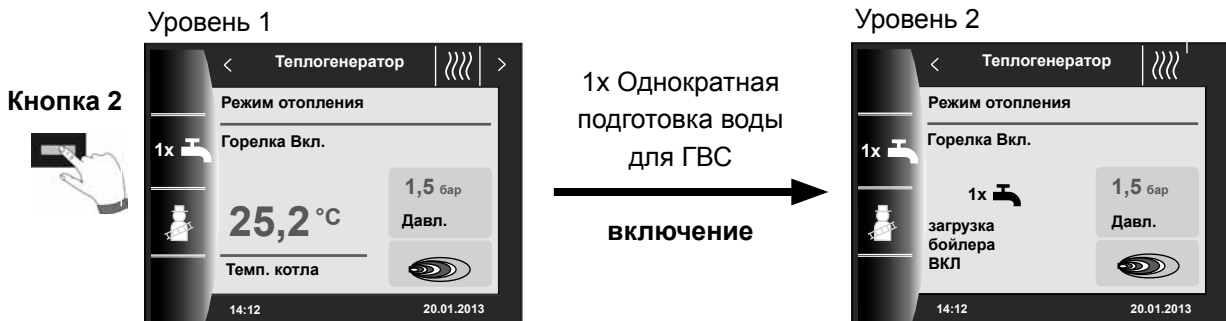 Уровень 1
Кнопка 2
< Теплогенератор >
Режим отопления
1x
Горелка Вкл.
25,2 °C
Темп. котла
1,5 бар
Давл.
14:12 20.01.2013
1x Однократная
подготовка воды
для ГВС
включение
Уровень 2
< Теплогенератор
Режим отопления
1x
Горелка Вкл.
1x
загрузка
бойлера
ВКЛ
1,5 бар
Давл.
14:12 20.01.2013